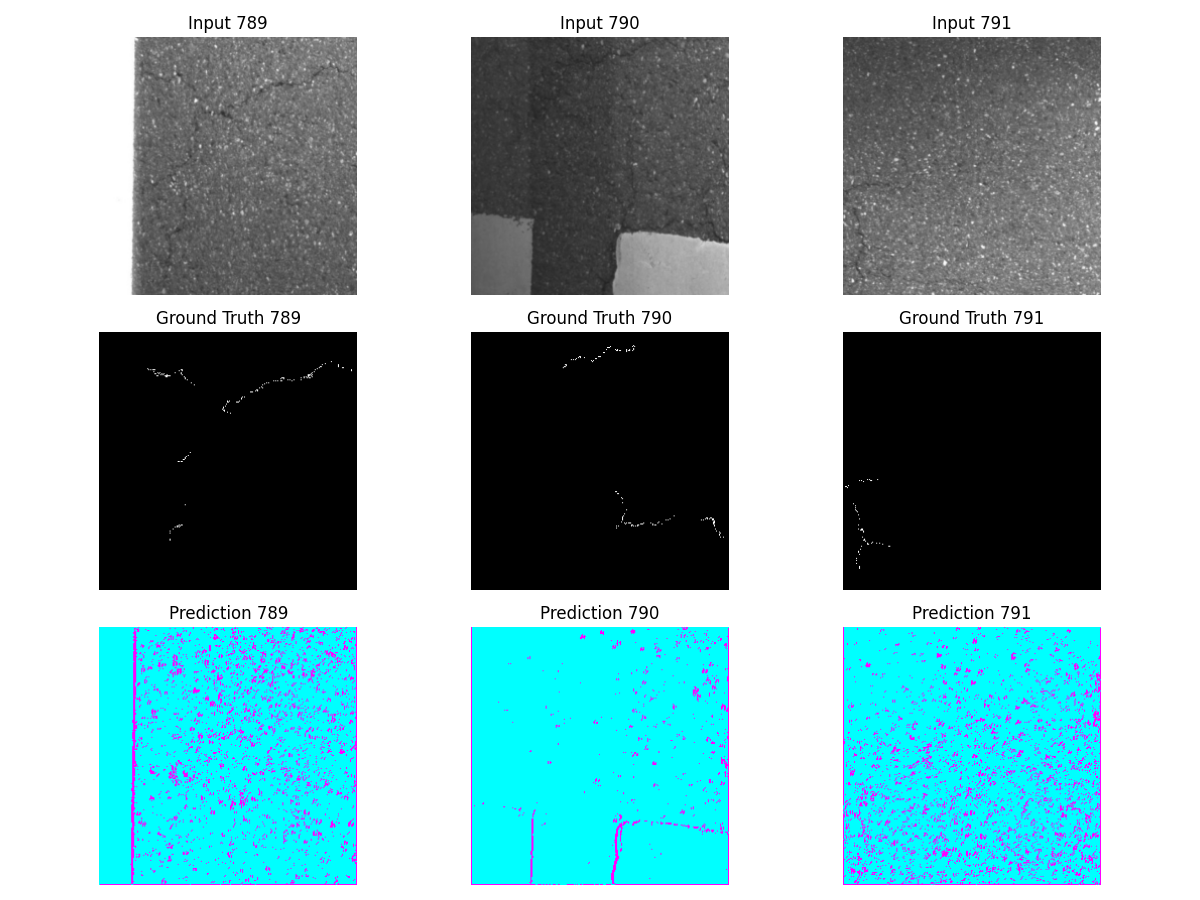 Input 789
Input 790
Input 791
Ground Truth 789
Ground Truth 790
Ground Truth 791
Prediction 789
Prediction 790
Prediction 791